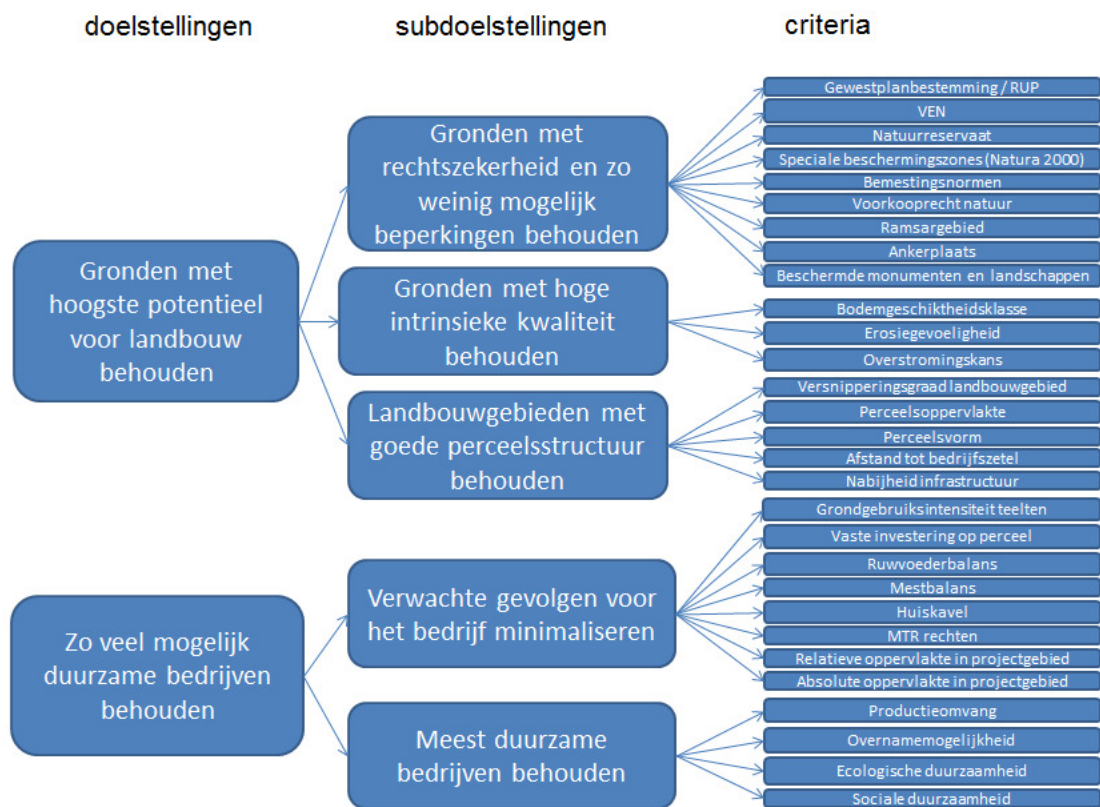 doelstellingen
subdoelstellingen
criteria
Gronden met
hoogste potentieel
voor landbouw
behouden
Gronden met
rechtszekerheid en zo
weinig mogelijk
beperkingen behouden
Gewestplanbestemming / RUP
VEN
Natuurreservaat
Speciale beschermingszones (Natura 2000)
Bemestingsnormen
Voorkooprecht natuur
Ramsargebied
Ankerplaats
Beschermde monumenten en landschappen
Gronden met hoge
intrinsieke kwaliteit
behouden
Bodemgeschiktheidsklasse
Erosiegevoeligheid
Overstromingskans
Landbouwgebieden met
goede perceelsstructuur
behouden
Versnipperingsgraad landbouwgebied
Perceelsoppervlakte
Perceelsvorm
Afstand tot bedrijfszetel
Nabijheid infrastructuur
Zo veel mogelijk
duurzame bedrijven
behouden
Verwachte gevolgen voor
het bedrijf minimaliseren
Grondgebruiksintensiteit teelten
Vaste investering op perceel
Ruwvoederbalans
Mestbalans
Huiskavel
MTR rechten
Relatieve oppervlakte in projectgebied
Absolute oppervlakte in projectgebied
Meest duurzame
bedrijven behouden
Productieomvang
Overnamemogelijkheid
Ecologische duurzaamheid
Sociale duurzaamheid